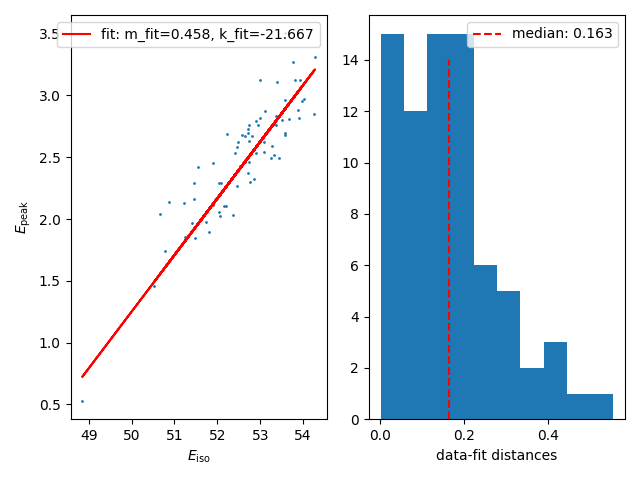 fit: m_fit=0.458, k_fit=-21.667
3.5
3.0
2.5
2.0
1.5
1.0
0.5
E_peak
49 50 51 52 53 54
E_iso
median: 0.163
14
12
10
8
6
4
2
0
0.0 0.2 0.4
data-fit distances